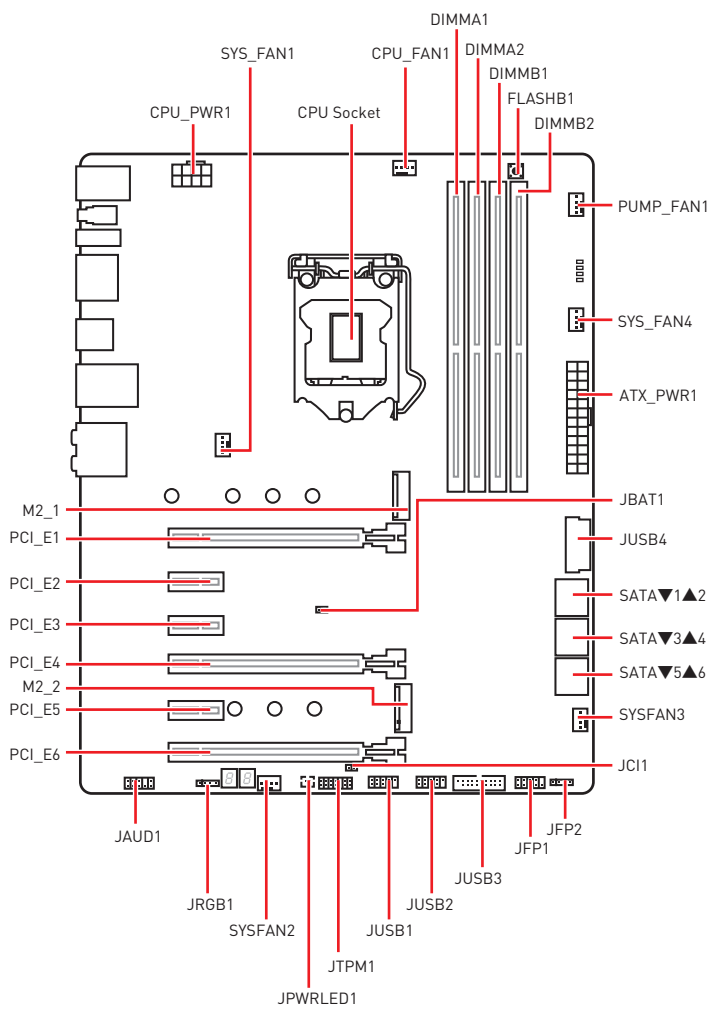 DIMMA1
SYS_FAN1
CPU_FAN1
DIMMA2
DIMMB1
FLASHB1
CPU_PWR1
CPU Socket
DIMMB2
PUMP_FAN1
SYS_FAN4
ATX_PWR1
M2_1
JBAT1
PCI_E1
JUSB4
PCI_E2
SATA▼1▲2
PCI_E3
SATA▼3▲4
PCI_E4
SATA▼5▲6
M2_2
PCI_E5
SYSFAN3
PCI_E6
JCI1
8 8
JAUD1
JFP2
JFP1
JUSB3
JRGB1
JUSB2
SYSFAN2
JUSB1
JTPM1
JPWRLED1